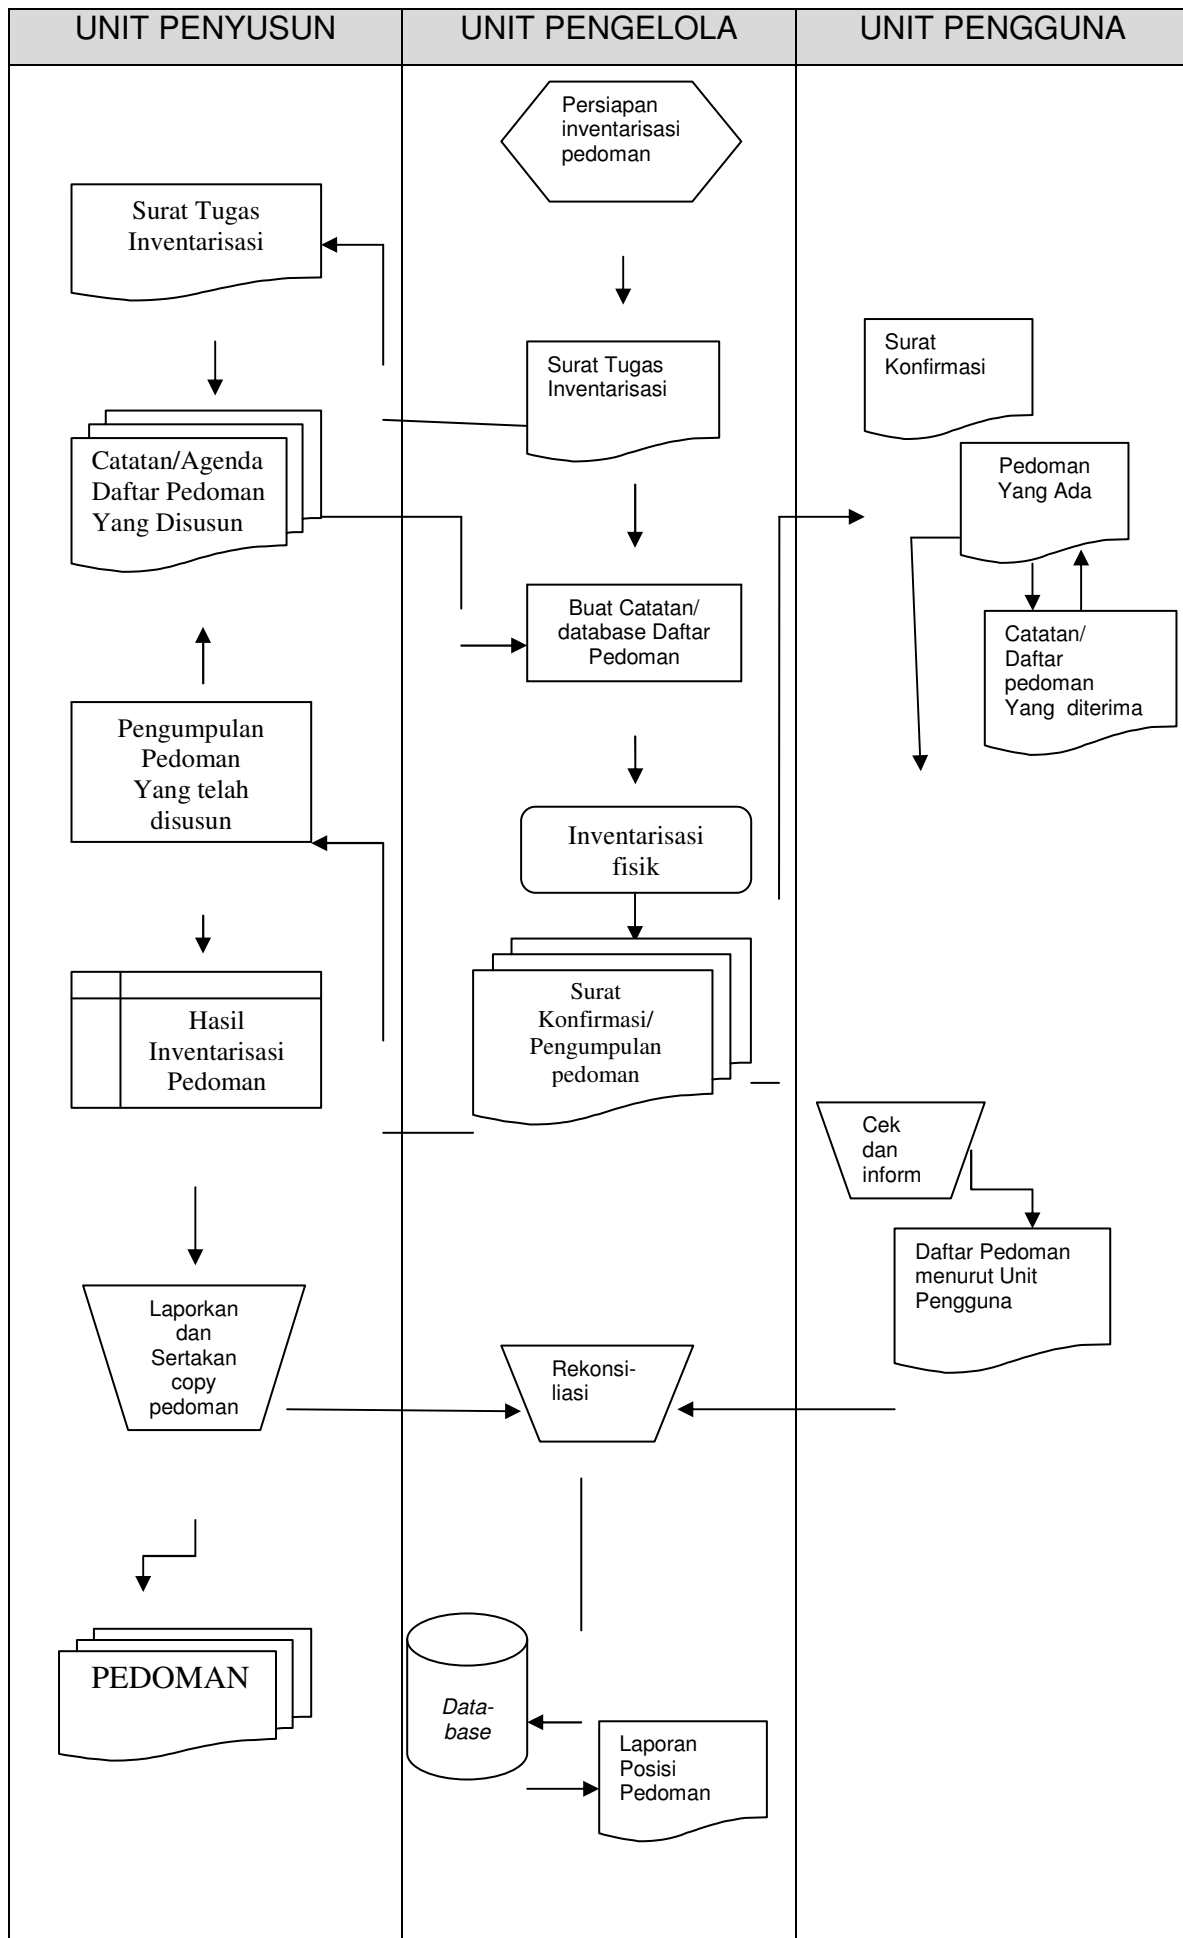 UNIT PENYUSUN
UNIT PENGELOLA
UNIT PENGGUNA
Persiapan
inventarisasi
pedoman
Surat Tugas
Inventarisasi
Surat Tugas
Inventarisasi
Surat
Konfirmasi
Catatan/Agenda
Daftar Pedoman
Yang Disusun
Pedoman
Yang Ada
Buat Catatan/
database Daftar
Pedoman
Catatan/
Daftar
pedoman
Yang diterima
Pengumpulan
Pedoman
Yang telah
disusun
Inventarisasi
fisik
Hasil
Inventarisasi
Pedoman
Surat
Konfirmasi/
Pengumpulan
pedoman
Cek
dan
inform
Daftar Pedoman
menurut Unit
Pengguna
Laporkan
dan
Sertakan
copy
pedoman
Rekonsi-
liasi
PEDOMAN
Data-
base
Laporan
Posisi
Pedoman